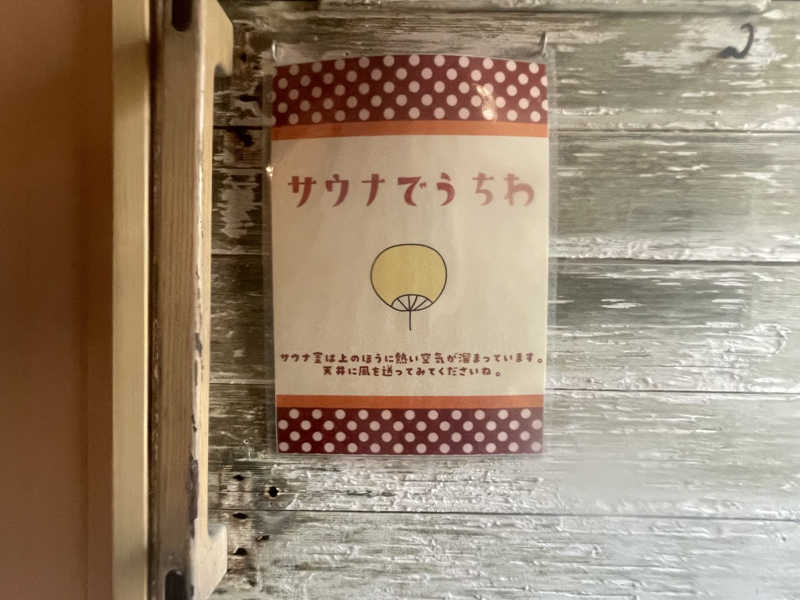 サウナでうちわ
サウナ室は上のほうに熱い空気が溜まっています。
天井に風を送ってみてくださいね。